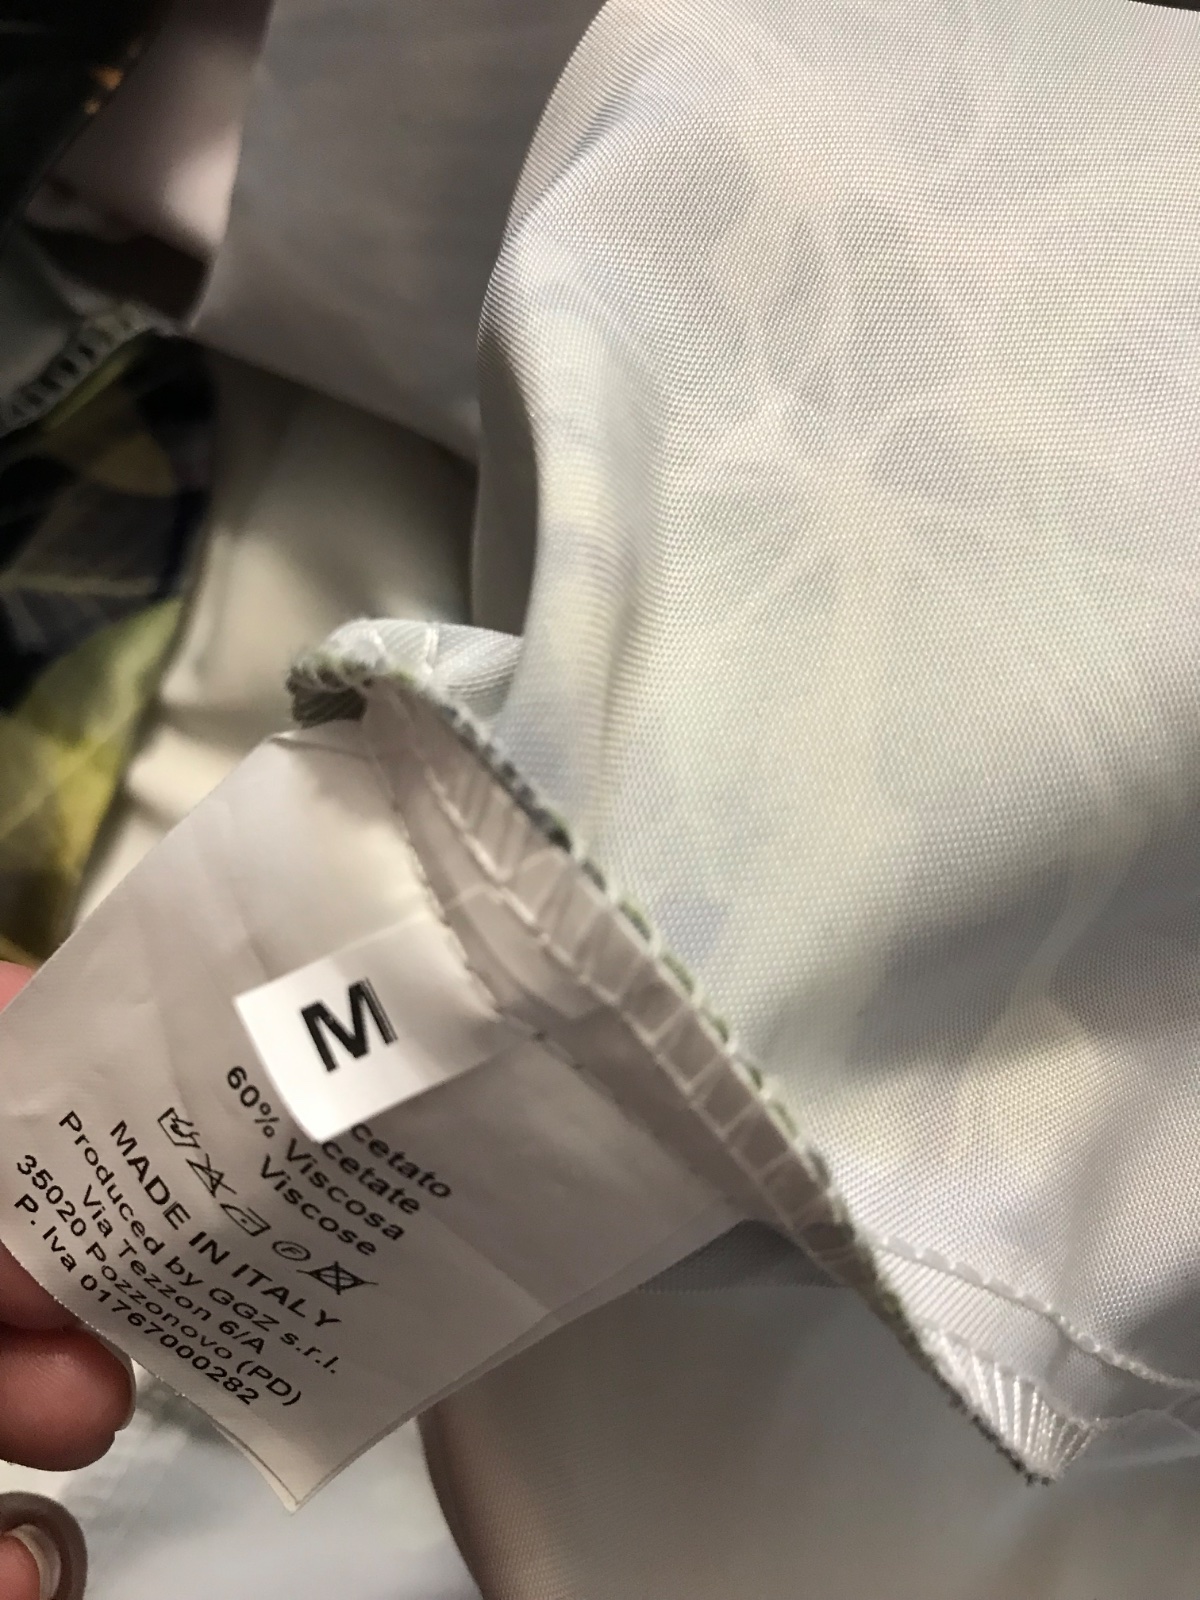 M
cetato
cetate
60% Viscosa
Viscose
MADE IN ITALY
Produced by GGZ s.r.l.
Via Tezzon 6/A
35020 Pozzonovo (PD)
P. Iva 01767000282